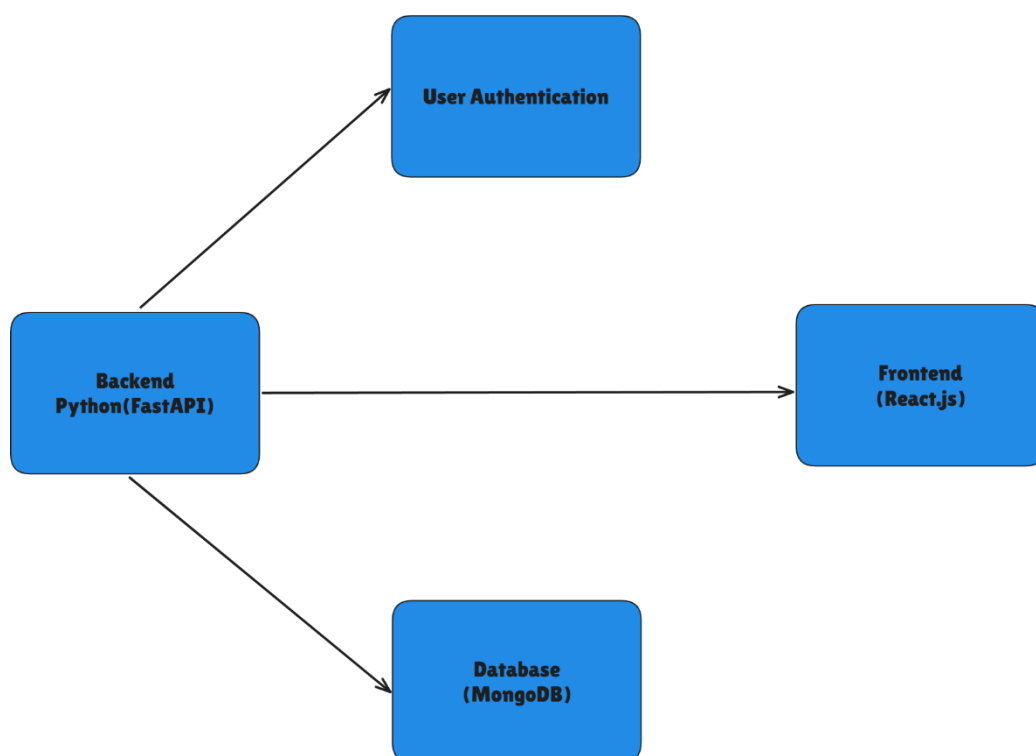 User Authentication
Backend
Python(FastAPI)
Frontend
(React.js)
Database
(MongoDB)